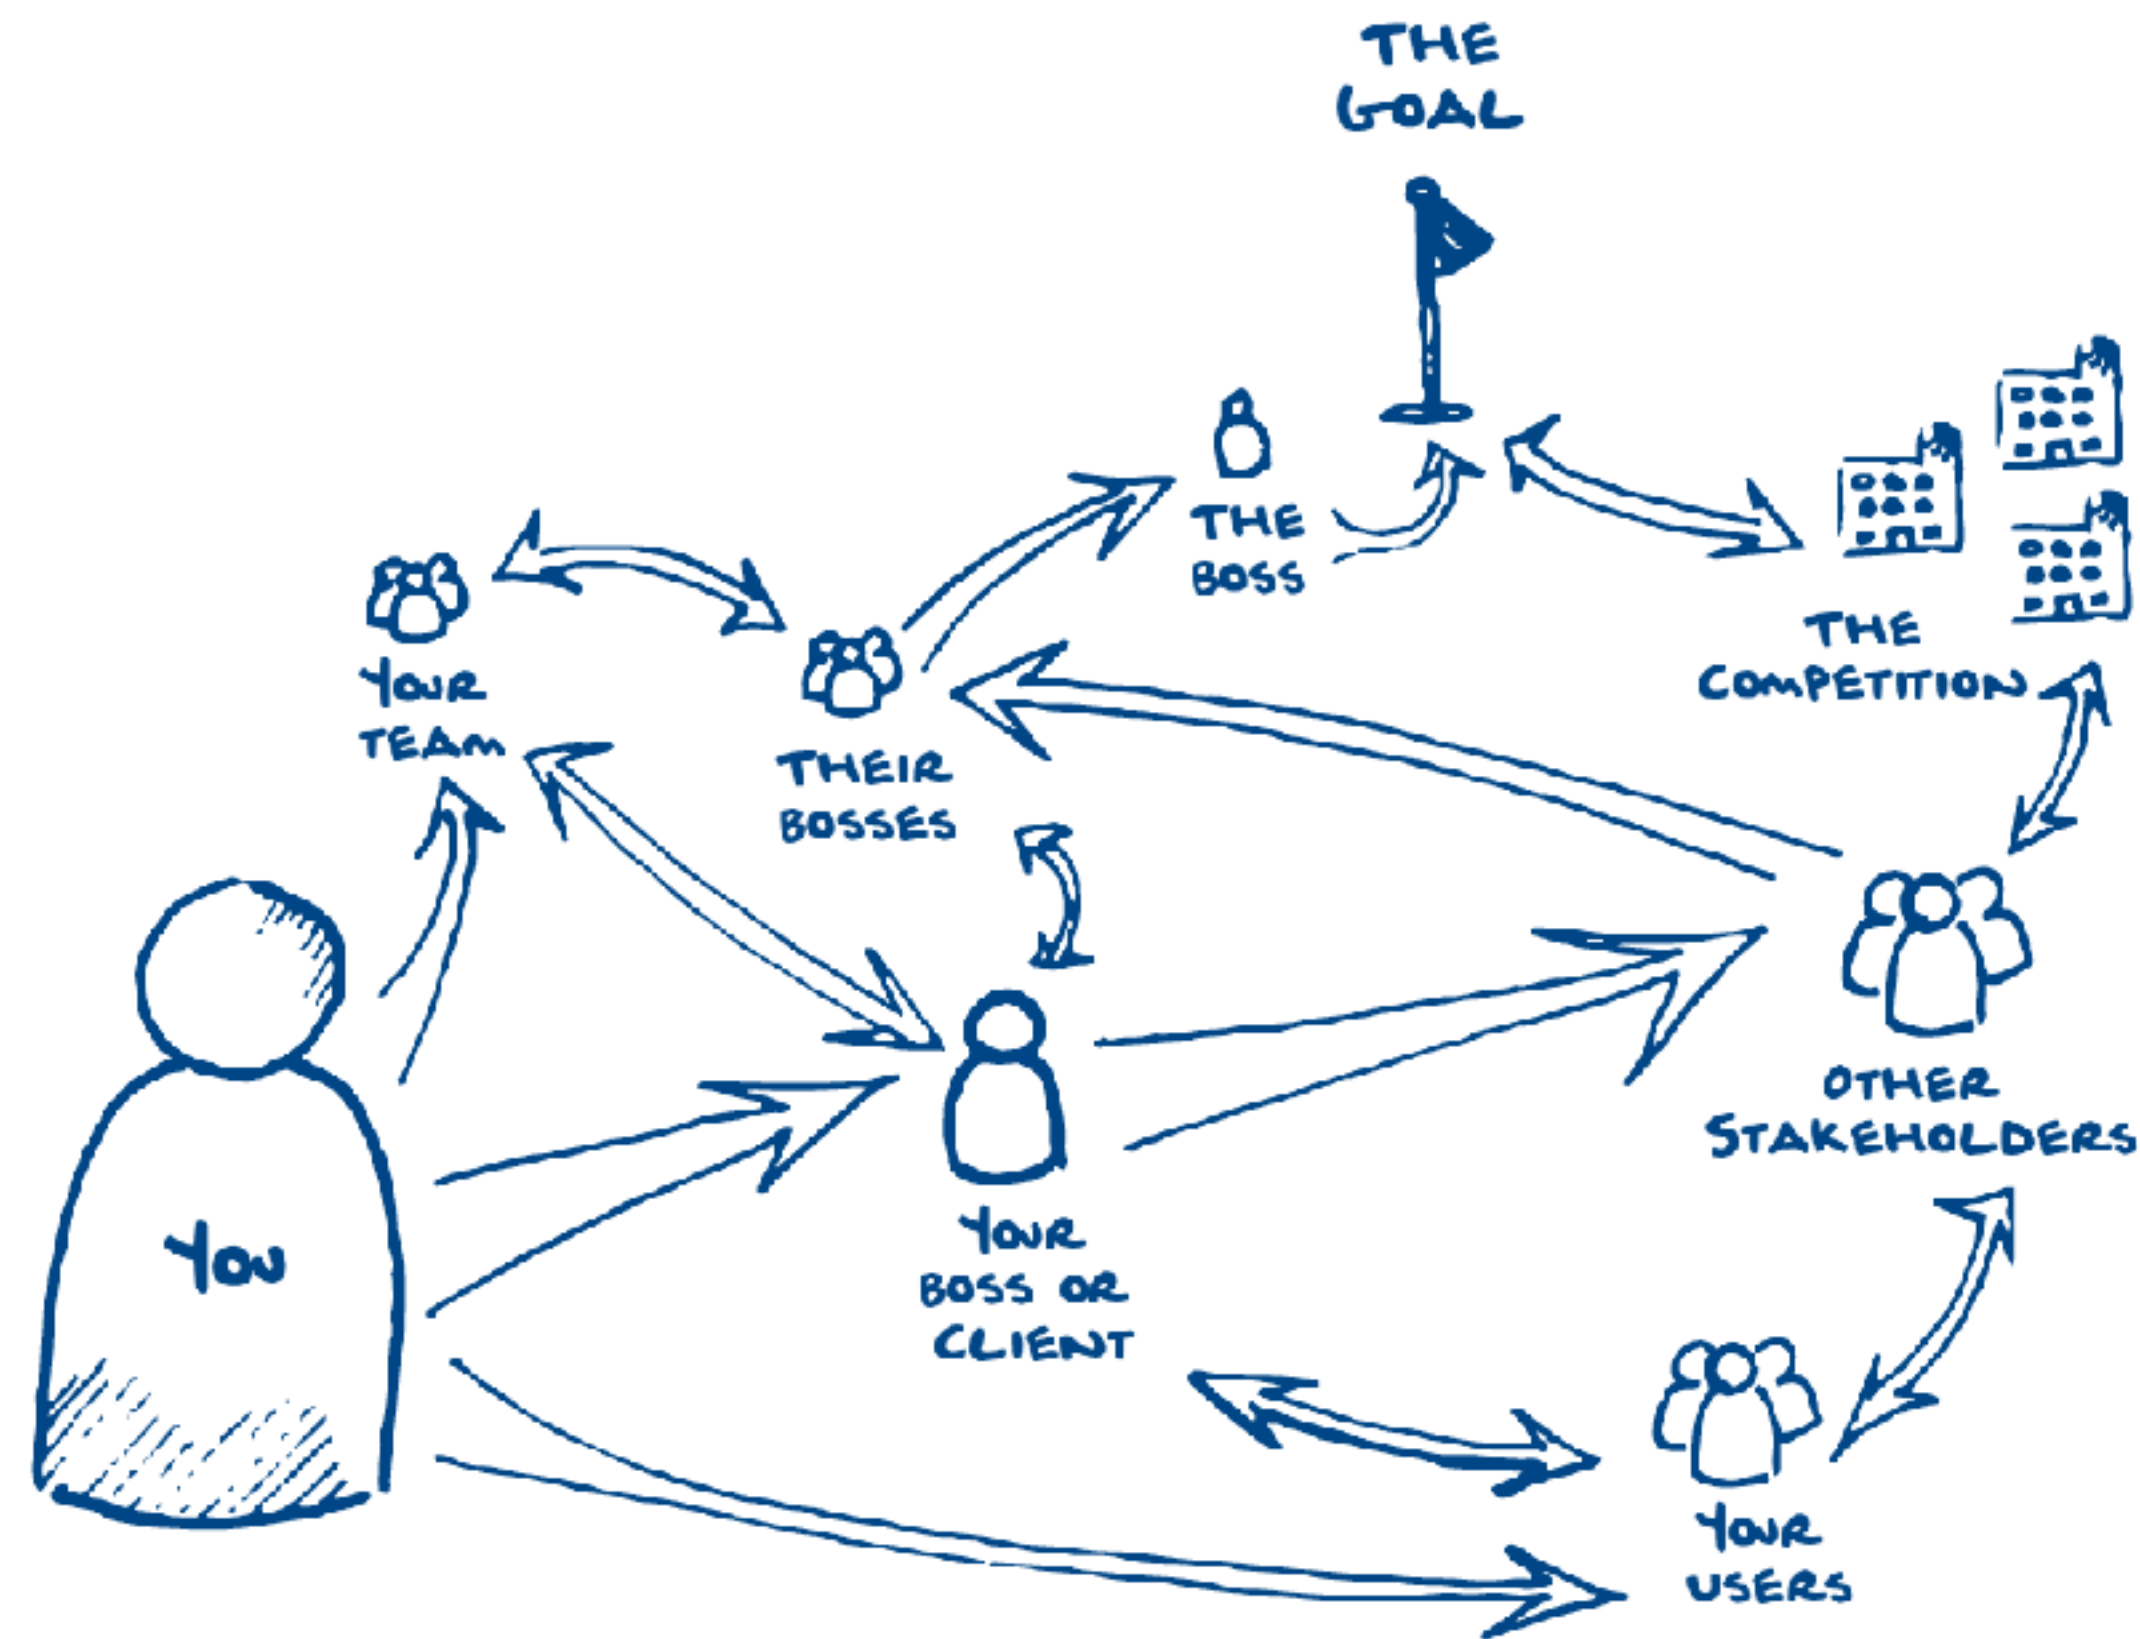 THE
GOAL
THE
BOSS
YOUR
TEAM
THEIR
BOSSES
THE
COMPETITION
OTHER
STAKEHOLDERS
YOU
YOUR
BOSS OR
CLIENT
YOUR
USERS